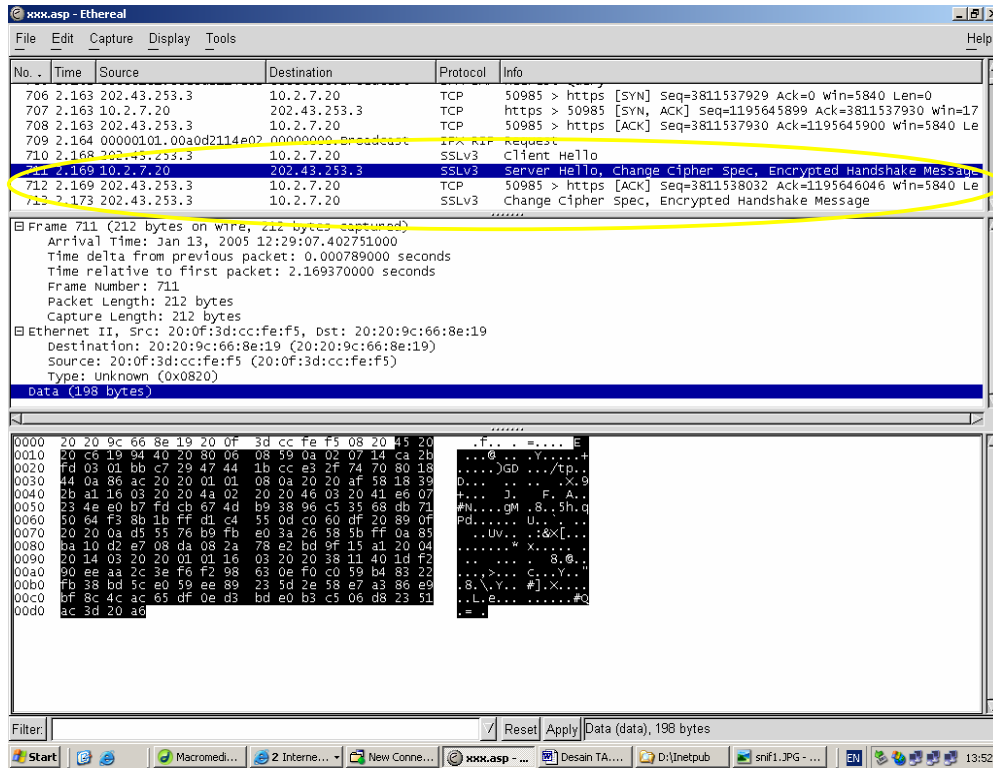 xxx.asp - Ethereal
File Edit Capture Display Tools Help
No. . Time Source Destination Protocol Info
706 2.163 202.43.253.3 10.2.7.20 TCP 50985 > https [SYN] Seq=3811537929 Ack=0 Win=5840 Len=0
707 2.163 10.2.7.20 202.43.253.3 TCP https > 50985 [SYN, ACK] Seq=1195645899 Ack=3811537930 Win=17
708 2.163 202.43.253.3 10.2.7.20 TCP 50985 > https [ACK] Seq=3811537930 Ack=1195645900 Win=5840 Le
709 2.164 00000101.00a0d2114e02 00000000.Broadcast IPX RIP Request
710 2.168 202.43.253.3 10.2.7.20 SSLv3 Client Hello
711 2.169 10.2.7.20 202.43.253.3 SSLv3 Server Hello, Change Cipher Spec, Encrypted Handshake Message
712 2.169 202.43.253.3 10.2.7.20 TCP 50985 > https [ACK] Seq=3811538032 Ack=1195646046 Win=5840 Le
713 2.173 202.43.253.3 10.2.7.20 SSLv3 Change Cipher Spec, Encrypted Handshake Message
Frame 711 (212 bytes on wire, 212 bytes captured)
Arrival Time: Jan 13, 2005 12:29:07.402751000
Time delta from previous packet: 0.000789000 seconds
Time relative to first packet: 2.169370000 seconds
Frame Number: 711
Packet Length: 212 bytes
Capture Length: 212 bytes
Ethernet II, Src: 20:0f:3d:cc:fe:f5, Dst: 20:20:9c:66:8e:19
Destination: 20:20:9c:66:8e:19 (20:20:9c:66:8e:19)
Source: 20:0f:3d:cc:fe:f5 (20:0f:3d:cc:fe:f5)
Type: Unknown (0x0820)
Data (198 bytes)
0000 20 20 9c 66 8e 19 20 0f 3d cc fe f5 08 20 45 20 .f.. . =.... E
0010 20 c6 19 94 40 20 80 06 08 59 0a 02 07 14 ca 2b ...@ .. .Y.....+
0020 fd 03 01 bb c7 29 47 44 1b cc e3 2f 74 70 80 18 .....)GD .../tp..
0030 44 0a 86 ac 20 20 01 01 08 0a 20 20 af 58 18 39 D... .. .. .X.9
0040 2b a1 16 03 20 20 4a 02 20 20 46 03 20 41 e6 07 +... J. F. A..
0050 23 4e e0 b7 fd cb 67 4d b9 38 96 c5 35 68 db 71 #N....gM .8..5h.q
0060 50 64 f3 8b 1b ff d1 c4 55 0d c0 60 df 20 89 0f Pd...... U..`. ..
0070 20 20 0a d5 55 76 b9 fb e0 3a 26 58 5b ff 0a 85 ..Uv.. .:&X[...
0080 ba 10 d2 e7 08 da 08 2a 78 e2 bd 9f 15 a1 20 04 .......* x..... .
0090 20 14 03 20 20 01 01 16 03 20 20 38 11 40 1d f2 .. .... . 8.@..
00a0 90 ee aa 2c 3e f6 f2 98 63 0e f0 c0 59 b4 83 22 ...,>... c...Y.."
00b0 fb 38 bd 5c e0 59 ee 89 23 5d 2e 58 e7 a3 86 e9 .8.\.Y.. #].X....
00c0 bf 8c 4c ac 65 df 0e d3 bd e0 b3 c5 06 d8 23 51 ..L.e... ......#Q
00d0 ac 3d 20 a6 .= .
Filter: / Reset Apply Data (data), 198 bytes
Start Macromedi... 2 Interne... New Conne... xxx.asp - ... Desain TA.... D:\Inetpub snif1.JPG - ... EN 13:52